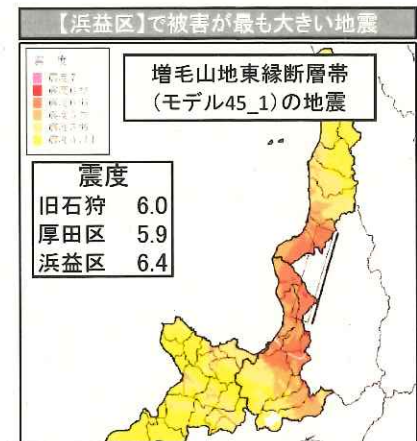 【浜益区】で被害が最も大きい地震
震度
増毛山地東縁断層帯
(モデル45_1)の地震
震度
旧石狩 6.0
厚田区 5.9
浜益区 6.4